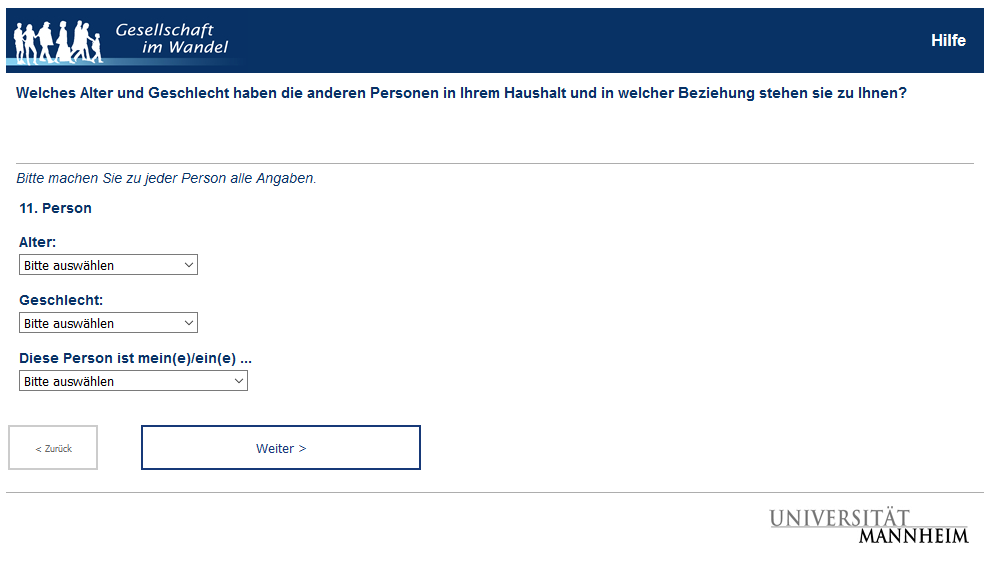 Gesellschaft
im Wandel
Hilfe
Welches Alter und Geschlecht haben die anderen Personen in Ihrem Haushalt und in welcher Beziehung stehen sie zu Ihnen?
Bitte machen Sie zu jeder Person alle Angaben.
11. Person
Alter:
Bitte auswählen
Geschlecht:
Bitte auswählen
Diese Person ist mein(e)/ein(e) ...
Bitte auswählen
< Zurück
Weiter >
UNIVERSITÄT
MANNHEIM